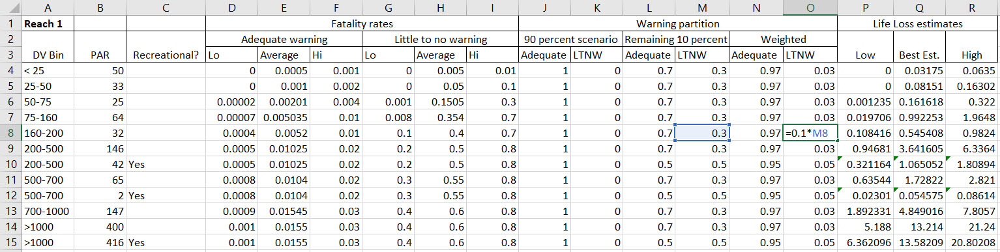 A B C D E F G H I J K L M N O P Q R
1 Reach 1 Fatality rates Warning partition Life Loss estimates
2 Adequate warning Little to no warning 90 percent scenario Remaining 10 percent Weighted
3 DV Bin PAR Recreational? Lo Average Hi Lo Average Hi Adequate LTNW Adequate LTNW Adequate LTNW Low Best Est. High
4 < 25 50 0 0.0005 0.001 0 0.005 0.01 1 0 0.7 0.3 0.97 0.03 0 0.03175 0.0635
5 25-50 33 0 0.001 0.002 0 0.05 0.1 1 0 0.7 0.3 0.97 0.03 0 0.08151 0.16302
6 50-75 25 0.00002 0.00201 0.004 0.001 0.1505 0.3 1 0 0.7 0.3 0.97 0.03 0.001235 0.161618 0.322
7 75-160 64 0.00007 0.005035 0.01 0.008 0.354 0.7 1 0 0.7 0.3 0.97 0.03 0.019706 0.992253 1.9648
8 160-200 32 0.0004 0.0052 0.01 0.1 0.4 0.7 1 0 0.7 0.3 0.97 =0.1*M8 0.108416 0.545408 0.9824
9 200-500 146 0.0005 0.01025 0.02 0.2 0.5 0.8 1 0 0.7 0.3 0.97 0.03 0.94681 3.641605 6.3364
10 200-500 42 Yes 0.0005 0.01025 0.02 0.2 0.5 0.8 1 0 0.5 0.5 0.95 0.05 0.321164 1.065052 1.80894
11 500-700 65 0.0008 0.0104 0.02 0.3 0.55 0.8 1 0 0.7 0.3 0.97 0.03 0.63544 1.72822 2.821
12 500-700 2 Yes 0.0008 0.0104 0.02 0.3 0.55 0.8 1 0 0.5 0.5 0.95 0.05 0.02301 0.054575 0.08614
13 700-1000 147 0.0009 0.01545 0.03 0.4 0.6 0.8 1 0 0.7 0.3 0.97 0.03 1.892331 4.849016 7.8057
14 >1000 400 0.001 0.0155 0.03 0.4 0.6 0.8 1 0 0.7 0.3 0.97 0.03 5.188 13.214 21.24
15 >1000 416 Yes 0.001 0.0155 0.03 0.4 0.6 0.8 1 0 0.5 0.5 0.95 0.05 6.362096 13.58209 20.80208